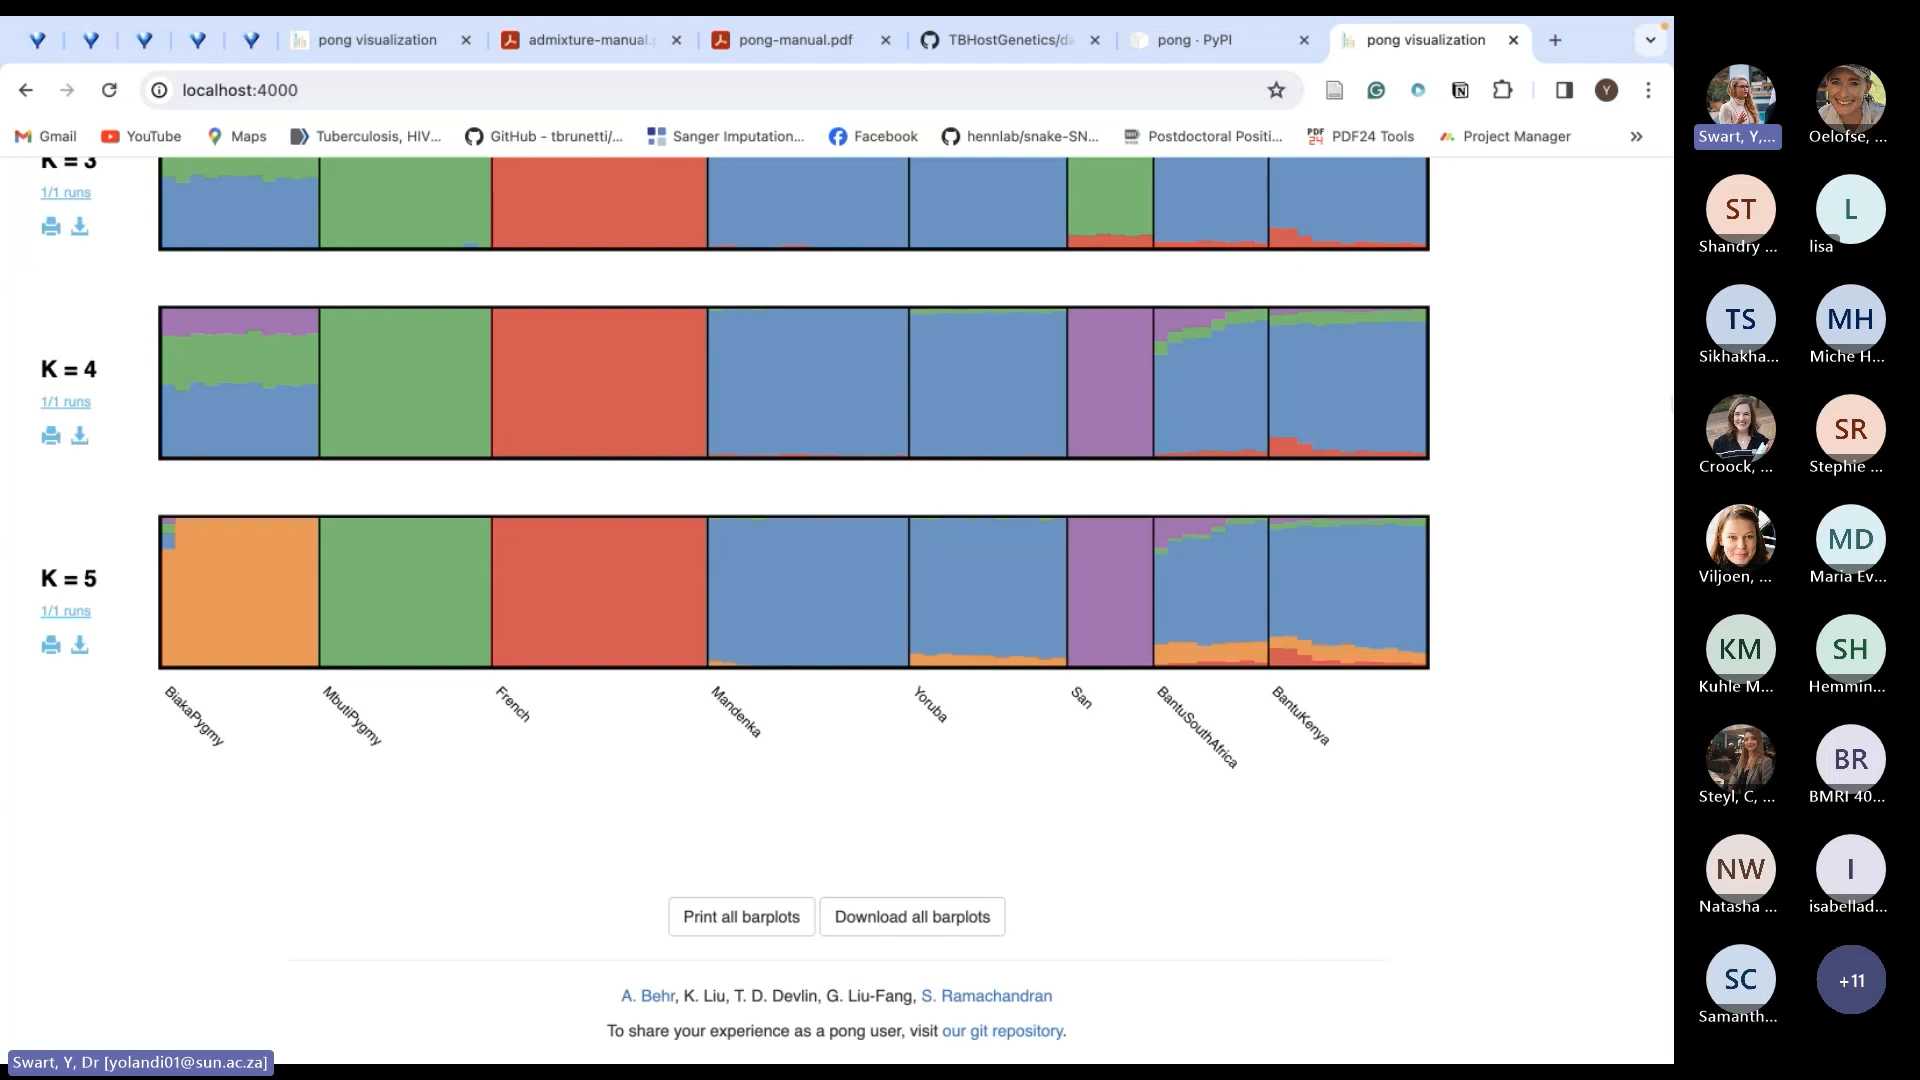 pong visualization
admixture-manual.
pong-manual.pdf
TBHostGenetics/da
pong · PyPI
pong visualization
localhost:4000
Y
Gmail
YouTube
Maps
Tuberculosis, HIV...
GitHub - tbrunetti/...
Sanger Imputation...
Facebook
hennlab/snake-SN...
Postdoctoral Positi...
PDF24 Tools
Project Manager
K = 3
1/1 runs
K = 4
1/1 runs
K = 5
1/1 runs
BiakaPygmy
MbutiPygmy
French
Mandenka
Yoruba
San
BantuSouthAfrica
BantuKenya
Print all barplots
Download all barplots
A. Behr, K. Liu, T. D. Devlin, G. Liu-Fang, S. Ramachandran
To share your experience as a pong user, visit our git repository.
Swart, Y, Dr [yolandi01@sun.ac.za]
Swart, Y,...
Oelofse, ...
ST
Shandry ...
L
lisa
TS
Sikhakha...
MH
Miche H...
Croock, ...
SR
Stephie ...
Viljoen, ...
MD
Maria Ev...
KM
Kuhle M...
SH
Hemmin...
Steyl, C, ...
BR
BMRI 40...
NW
Natasha ...
I
isabellad...
SC
Samanth...
+11